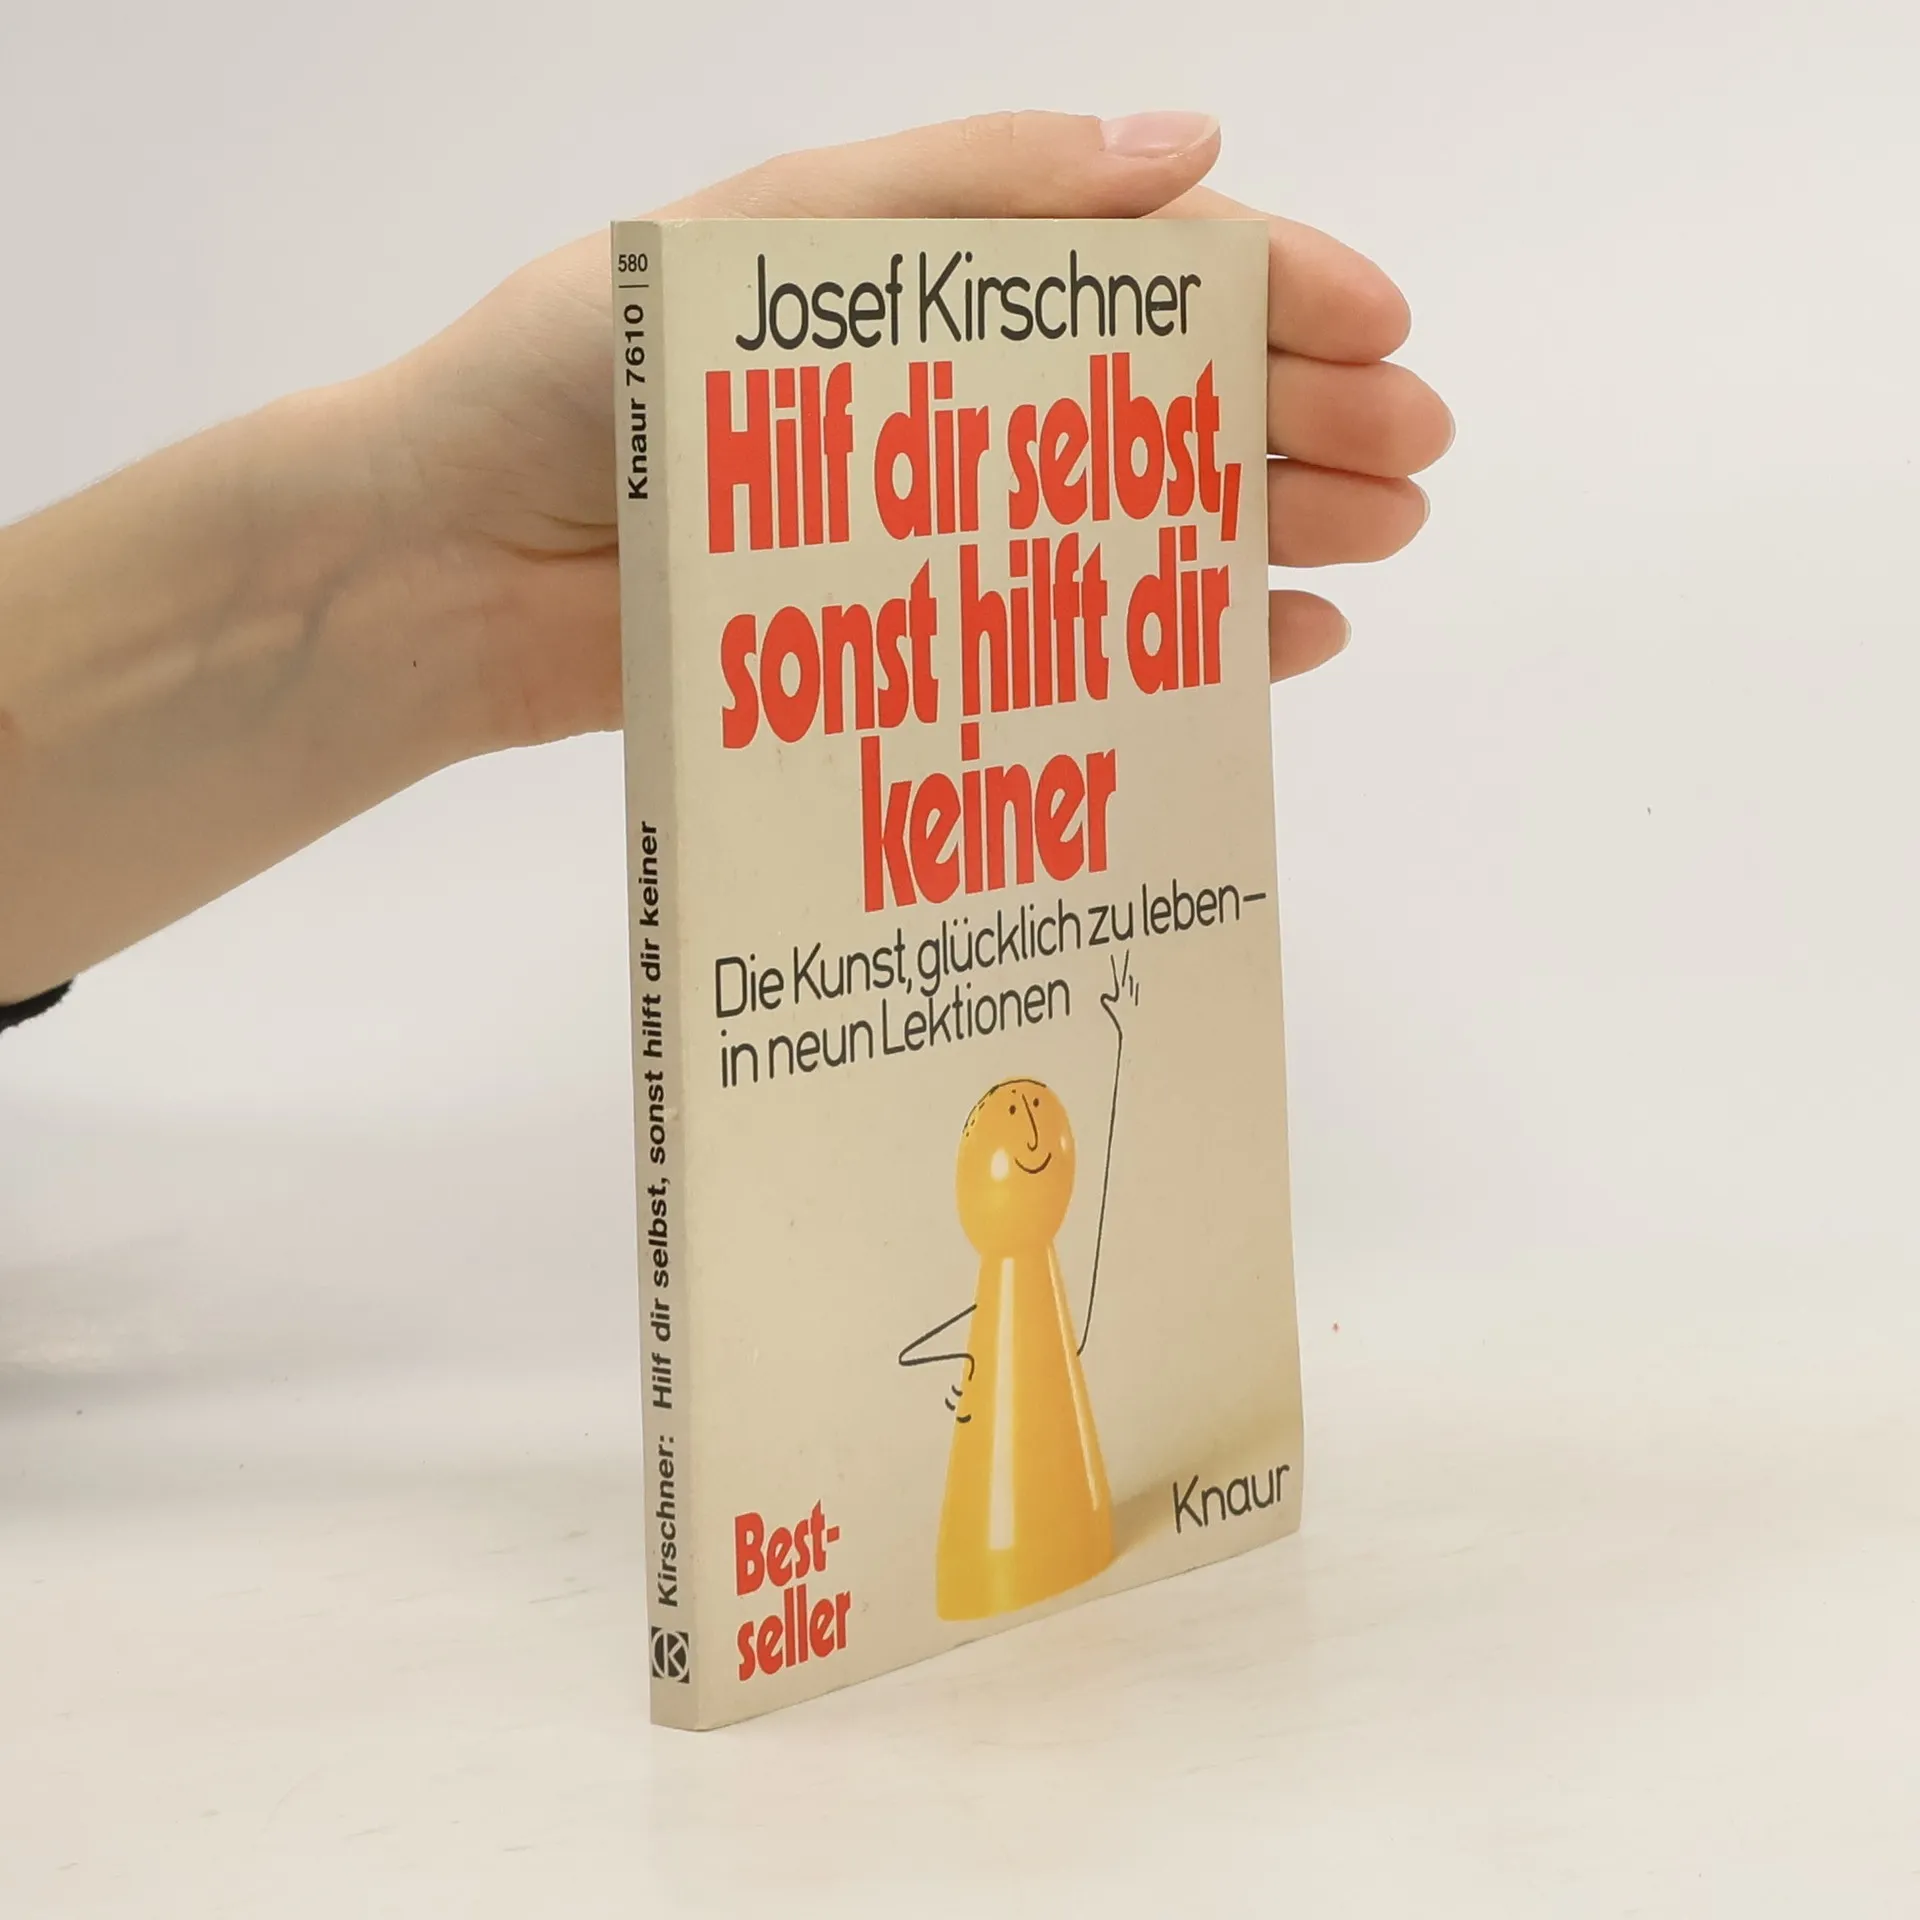 580
Knaur 7610
Kirschner: Hilf dir selbst, sonst hilft dir keiner
Josef Kirschner
Hilf dir selbst,
sonst hilft dir
keiner
Die Kunst, glücklich zu leben–
in neun Lektionen
Best-
seller
Knaur